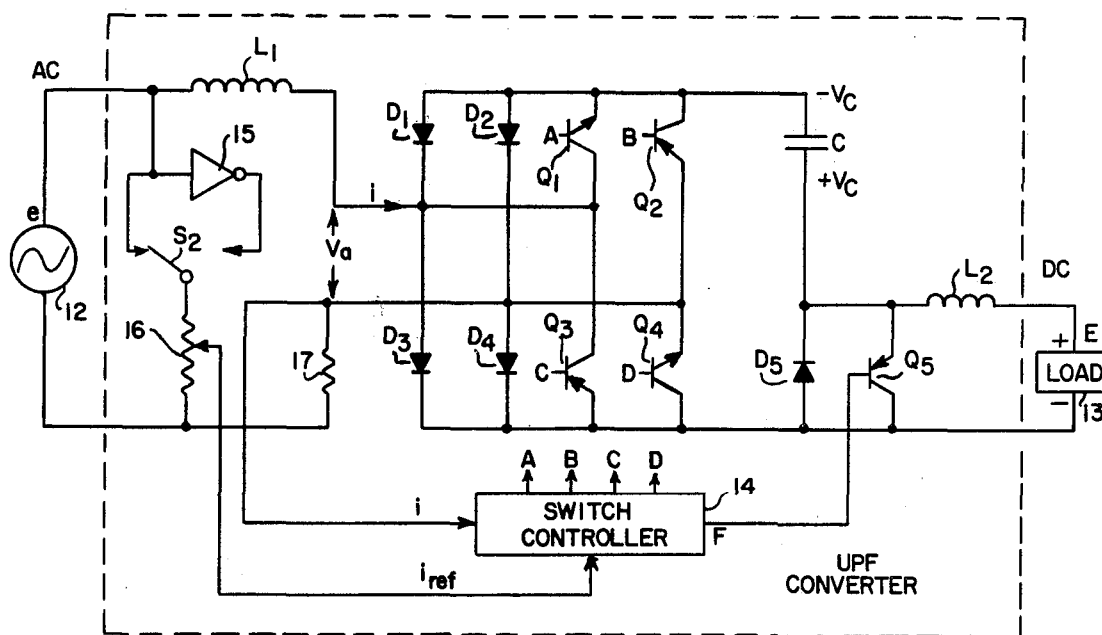 AC
L1
D1
D2
A
Q1
B
Q2
-VC
C
+VC
15
e
S2
i
Va
12
16
17
D3
D4
Q3
C
Q4
D
D5
Q5
L2
DC
+
E
LOAD
-
13
A B C D
14
i
SWITCH
CONTROLLER
F
iref
UPF
CONVERTER